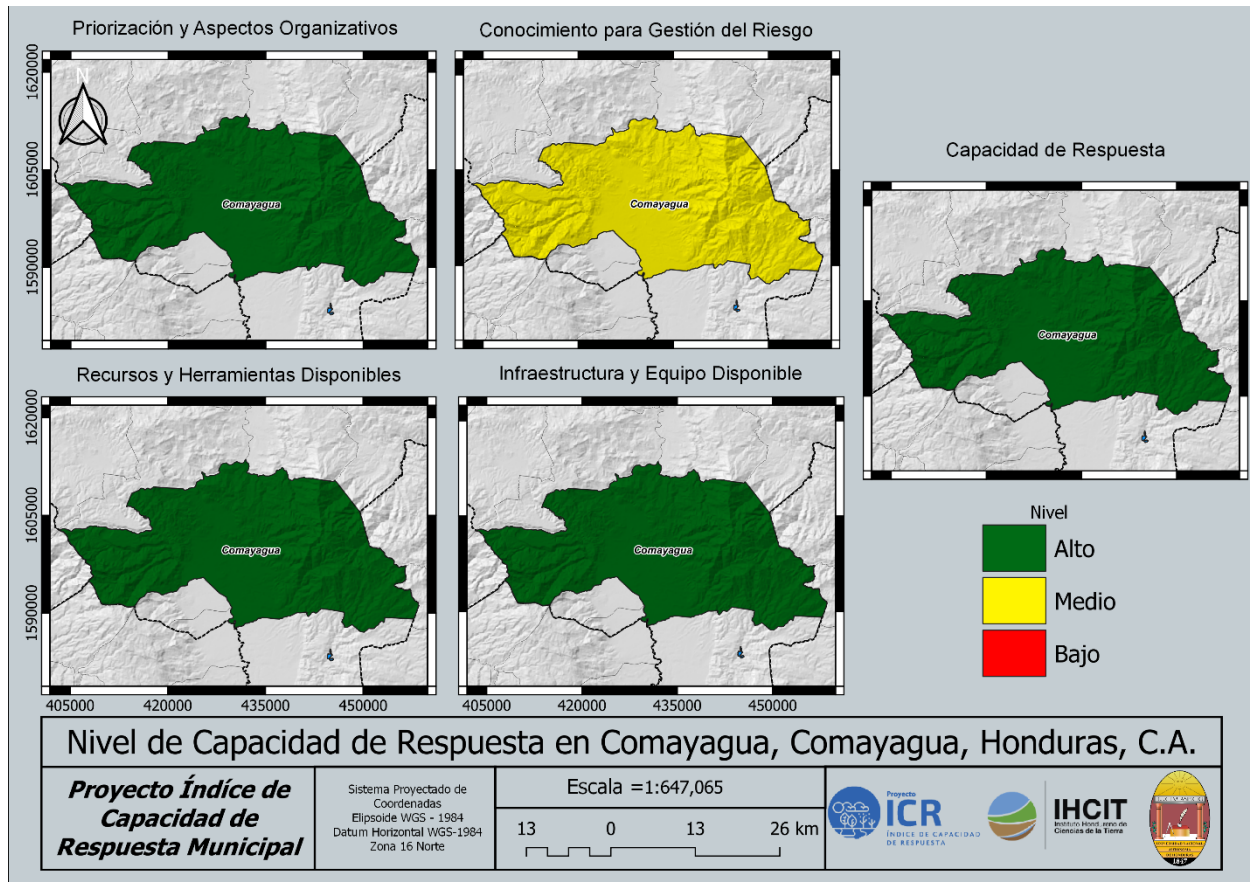 Priorización y Aspectos Organizativos
Conocimiento para Gestión del Riesgo
1620000
1605000
1590000
N
Comayagua
Comayagua
Capacidad de Respuesta
Comayagua
Recursos y Herramientas Disponibles
Infraestructura y Equipo Disponible
1620000
1605000
1590000
Comayagua
Comayagua
405000 420000 435000 450000
405000 420000 435000 450000
Nivel
Alto
Medio
Bajo
Nivel de Capacidad de Respuesta en Comayagua, Comayagua, Honduras, C.A.
Proyecto Índíce de
Capacidad de
Respuesta Municipal
Sistema Proyectado de
Coordenadas
Elipsoide WGS - 1984
Datum Horizontal WGS-1984
Zona 16 Norte
Escala =1:647,065
13 0 13 26 km
Proyecto
ICR
ÍNDICE DE CAPACIDAD
DE RESPUESTA
IHCIT
Instituto Hondureño de
Ciencias de la Tierra
1847